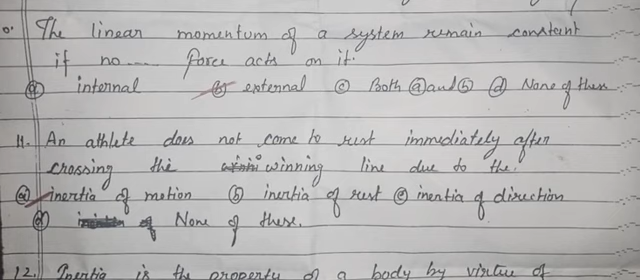 0. The linear momentum of a system remain constant
if no .... force acts on it.
(a) internal (b) external (c) Both (a) and (b) (d) None of these
11. An athlete does not come to rest immediately after
crossing the winning line due to the.
(a) inertia of motion (b) inertia of rest (c) inertia of direction
(d) of None of these.
12. Inertia is the property of a body by virtue of